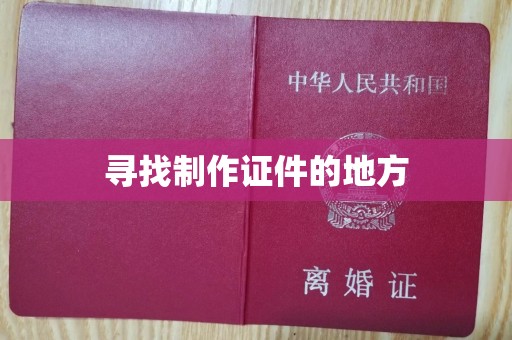 中华人民共和国
寻找制作证件的地方
离婚证